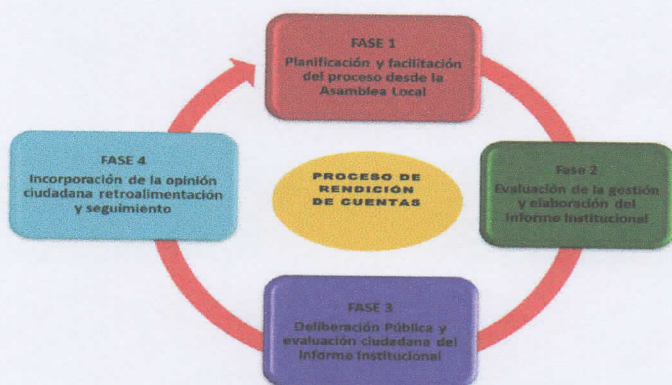 FASE 1
Planificación y facilitación
del proceso desde la
Asamblea Local
Fase 2
Evaluación de la gestión
y elaboración del
Informe Institucional
FASE 3
Deliberación Pública y
evaluación ciudadana del
Informe Institucional
FASE 4
Incorporación de la opinión
ciudadana retroalimentación
y seguimiento
PROCESO DE
RENDICIÓN
DE CUENTAS